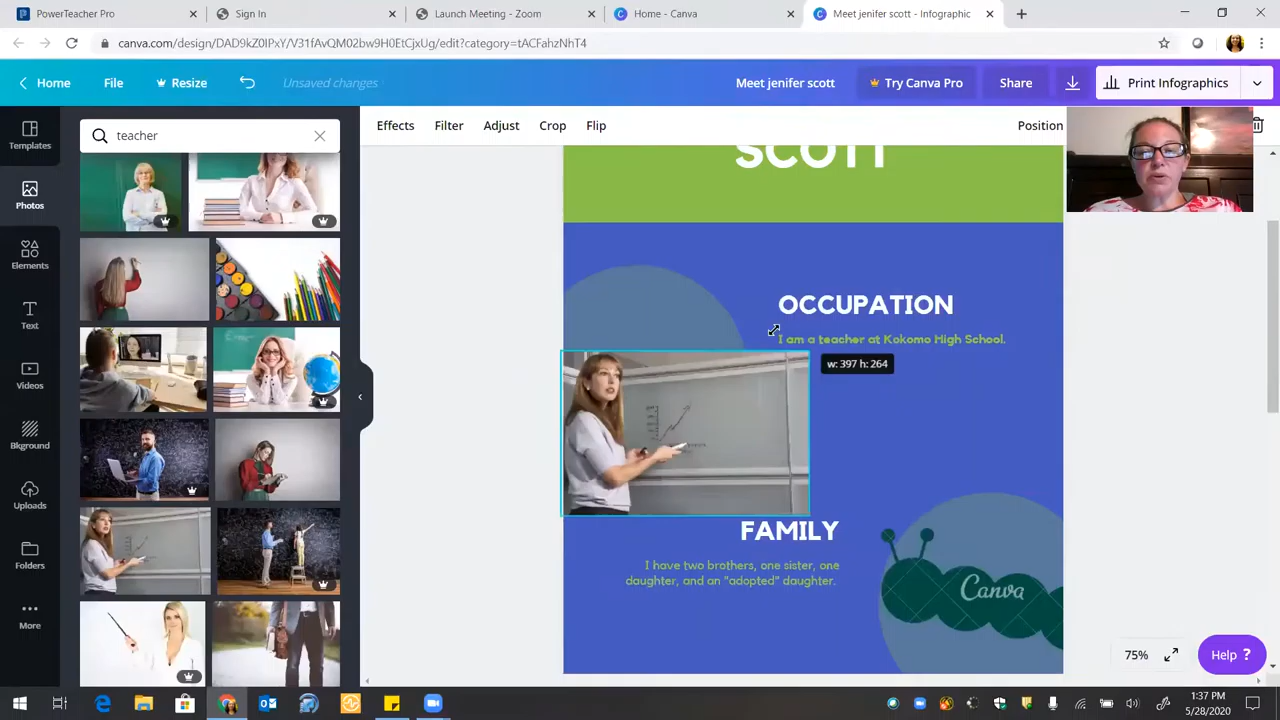 PowerTeacher Pro
Sign In
Launch Meeting - Zoom
Home - Canva
Meet jenifer scott - Infographic
canva.com/design/DAD9kZ0IPxY/V31fAvQM02bw9H0EtCjxUg/edit?category=tACFahzNhT4
Home
File
Resize
Unsaved changes
Meet jenifer scott
Try Canva Pro
Share
Print Infographics
Templates
Photos
Elements
Text
Videos
Bkground
Uploads
Folders
More
teacher
Effects
Filter
Adjust
Crop
Flip
Position
SCOTT
OCCUPATION
I am a teacher at Kokomo High School.
w: 397 h: 264
FAMILY
I have two brothers, one sister, one
daughter, and an "adopted" daughter.
Canva
75%
Help ?
1:37 PM
5/28/2020